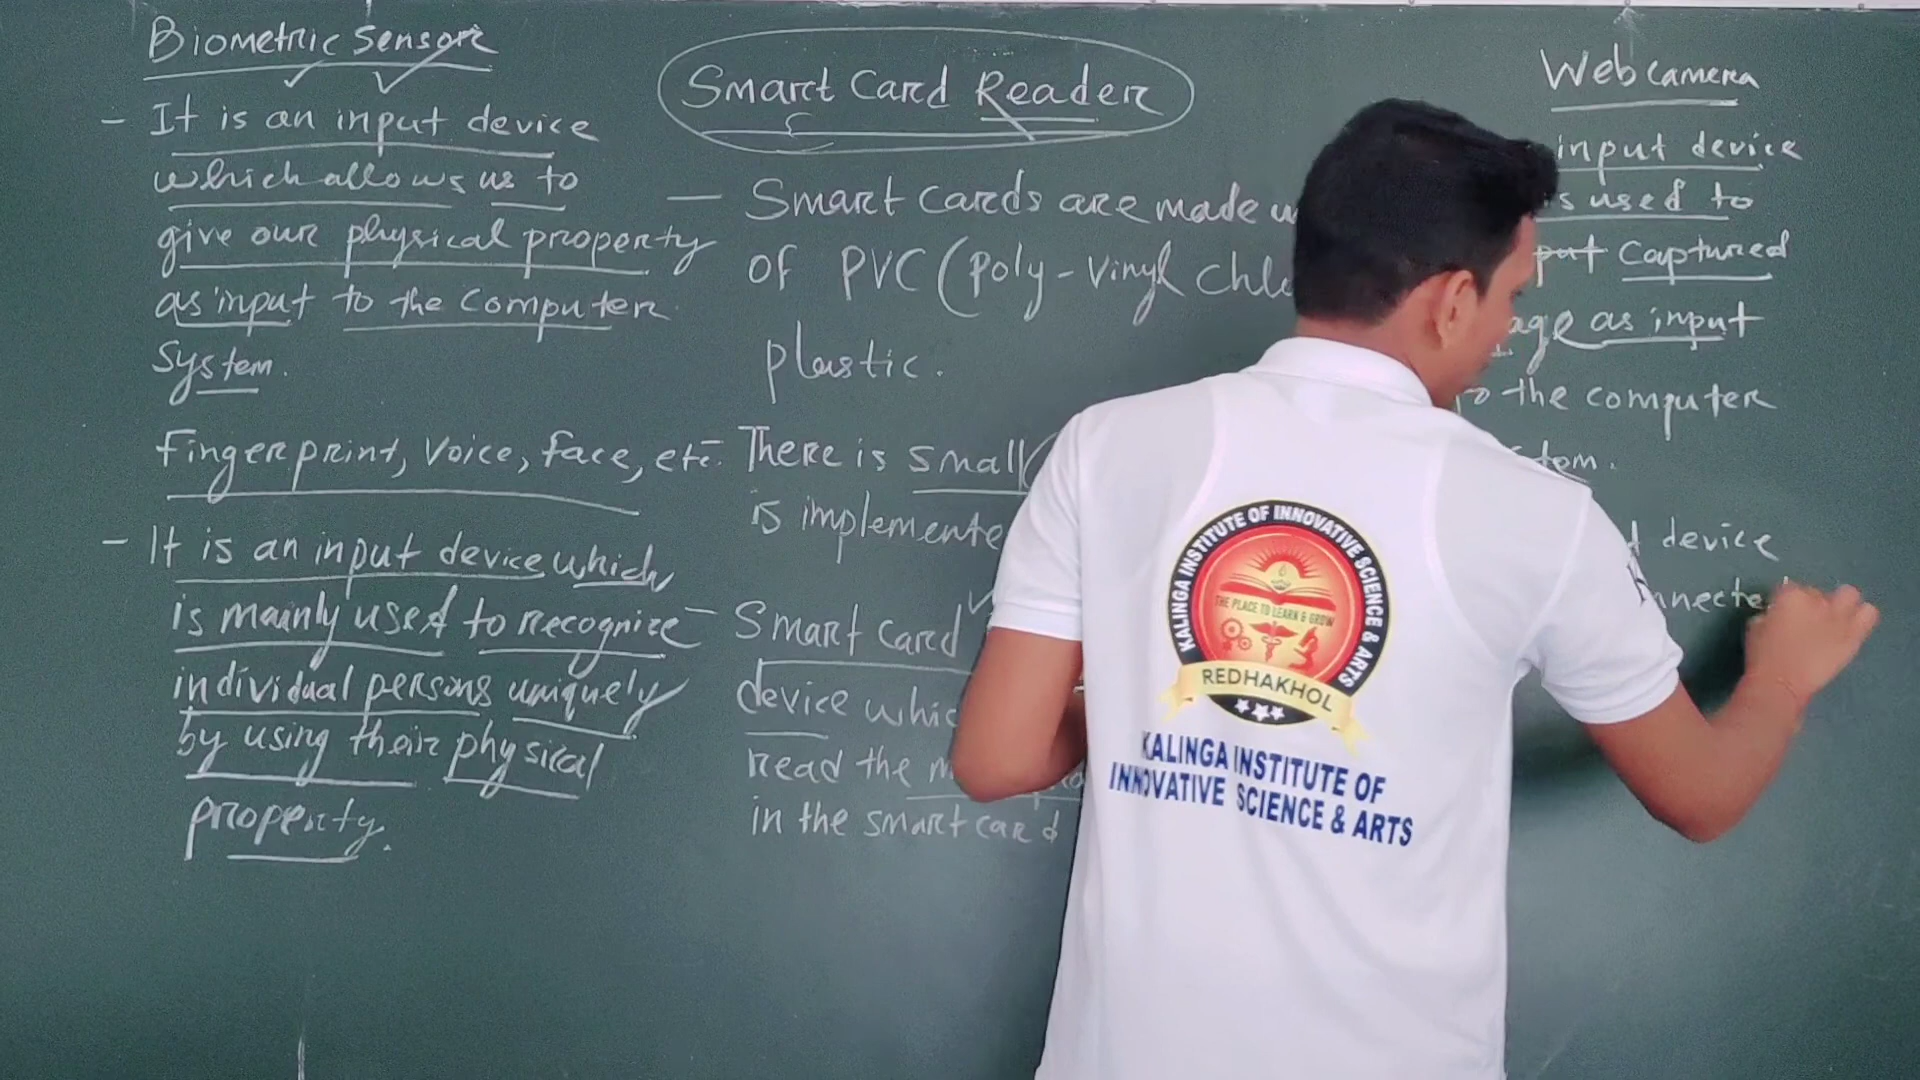 Biometric Sensor
- It is an input device
which allows us to
give our physical property
as input to the computer
System.
Fingerprint, Voice, face, etc.
- It is an input device which
is mainly used to recognize
individual persons uniquely
by using their physical
property.
Smart Card Reader
- Smart Cards are made
of PVC (Poly-Vinyl
plastic.
There is small
is
- Smart Card
device
read the
in the smart card
Web camera
input device
used to
Captured
as input
the computer
device
KALINGA INSTITUTE OF INNOVATIVE SCIENCE & ARTS
THE PLACE TO LEARN & GROW
REDHAKHOL
KALINGA INSTITUTE OF
INNOVATIVE SCIENCE & ARTS